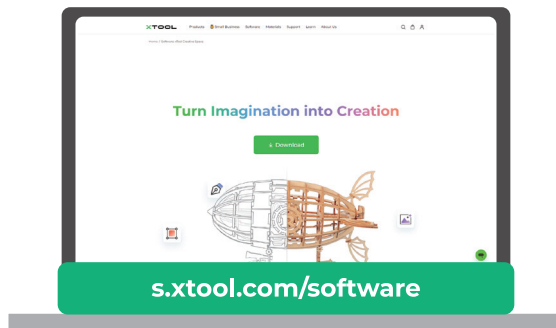 xTOOL Products Small Business Software Materials Support Learn About Us
Turn Imagination into Creation
Download
s.xtool.com/software